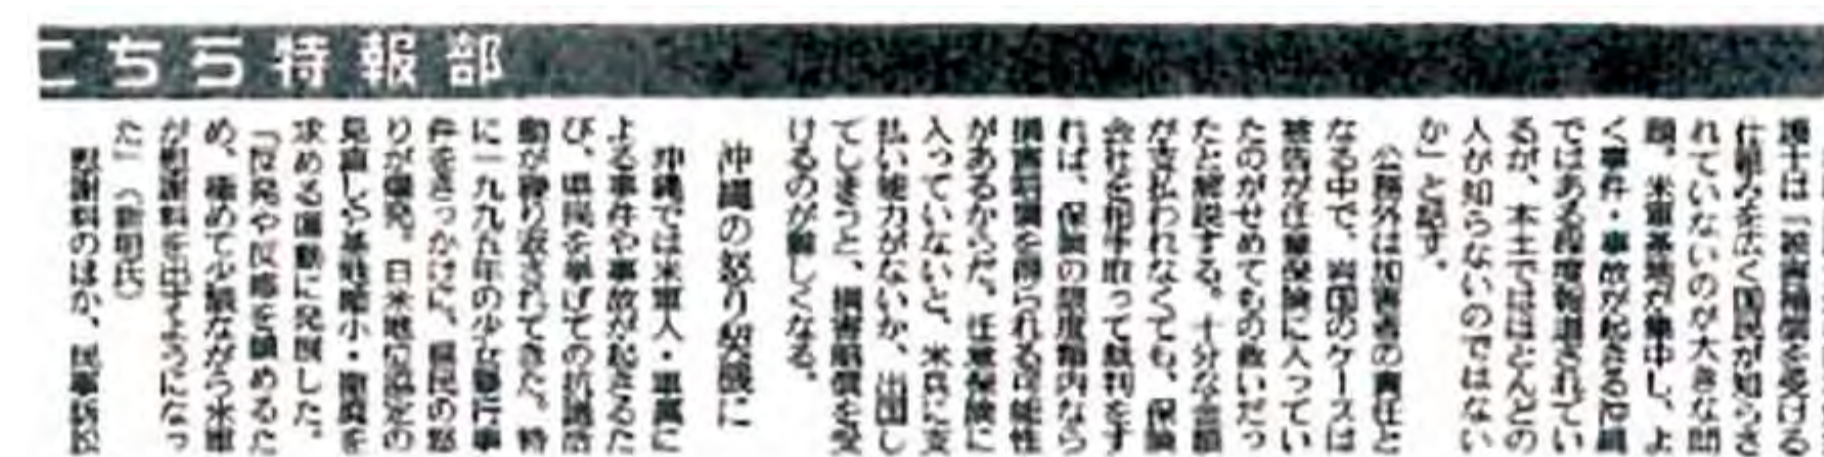 こちら特報部
護士は「被害補償を受ける
仕組みを広く国民が知らさ
れていないのが大きな問
題。米軍基地が集中し、よ
く事件・事故が起きる沖縄
ではある程度報道されてい
るが、本土ではほとんどの
人が知らないのではない
か」と話す。
公務外は加害者の責任と
なる中で、岩国のケースは
被告が任意保険に入ってい
たのがせめてもの救いだっ
たと解説する。十分な金額
が支払われなくても、保険
会社を相手取って裁判をす
れば、保険の限度額内なら
損害賠償を得られる可能性
があるからだ。任意保険に
入っていないと、米兵に支
払い能力がないか、出国し
てしまうと、損害賠償を受
けるのが難しくなる。
沖縄の怒り契機に
沖縄では米軍人・軍属に
よる事件や事故が起きるた
び、県民を挙げての抗議活
動が繰り返されてきた。特
に一九九五年の少女暴行事
件をきっかけに、県民の怒
りが爆発。日米地位協定の
見直しや基地縮小・撤廃を
求める運動に発展した。
「反発や反感を鎮めるた
め、極めて少額ながら米軍
が慰謝料を出すようになっ
た」（新明氏）
慰謝料のほか、民事訴訟